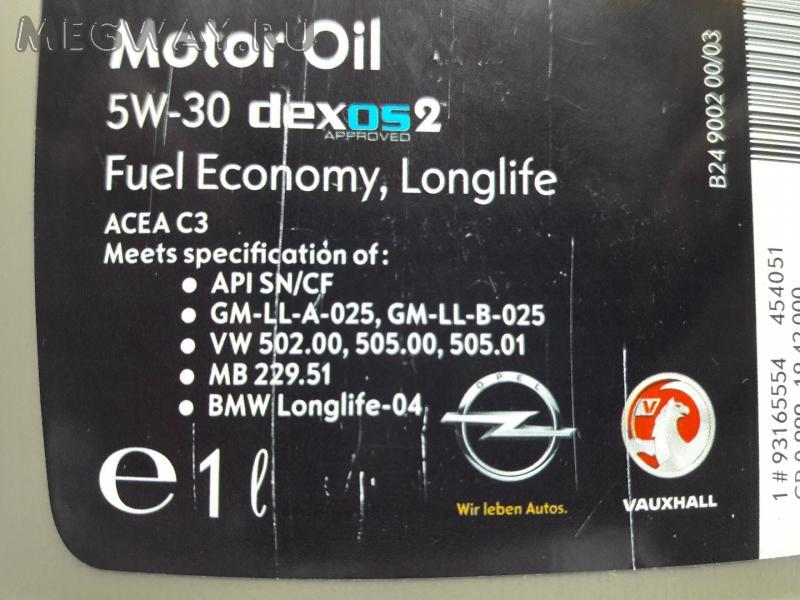 MEGWAY.RU
Motor Oil
5W-30 dexos2™
APPROVED
Fuel Economy, Longlife
ACEA C3
Meets specification of:
• API SN/CF
• GM-LL-A-025, GM-LL-B-025
• VW 502.00, 505.00, 505.01
• MB 229.51
• BMW Longlife-04
℮ 1 ℓ
OPEL
Wir leben Autos.
V
VAUXHALL
B24 9002 00/03
1 # 93165554 454051